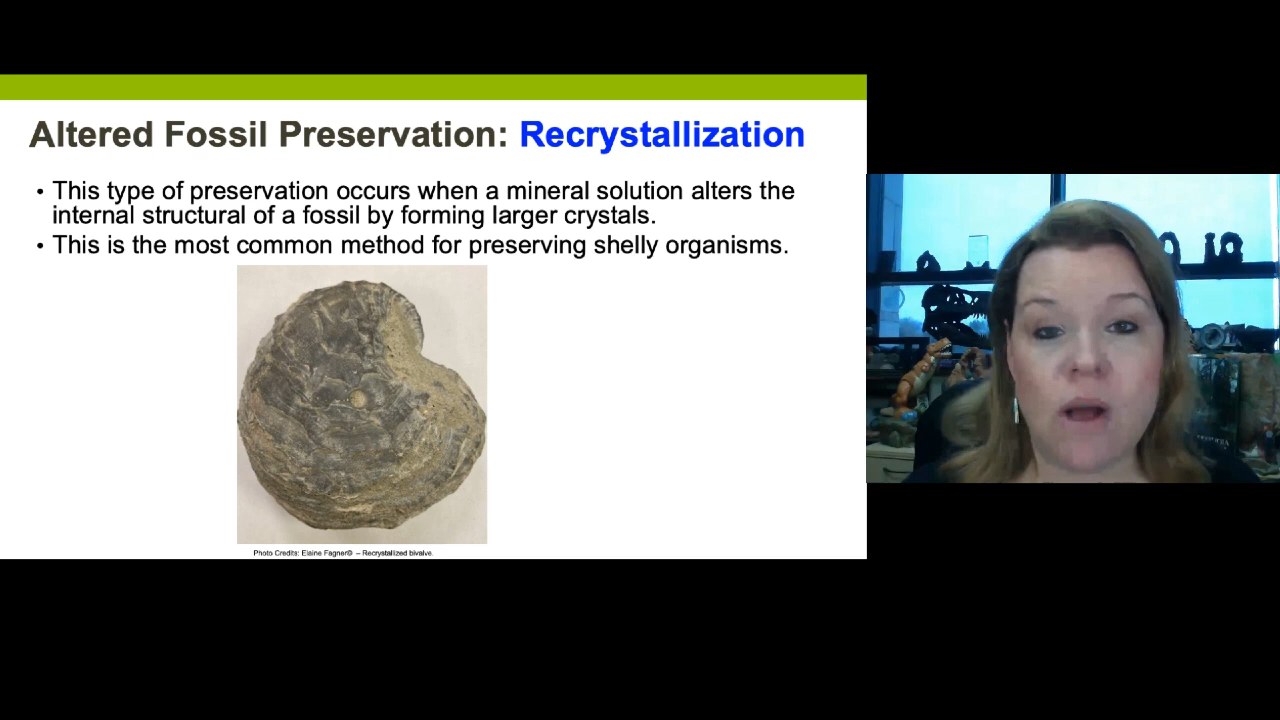 Altered Fossil Preservation: Recrystallization
• This type of preservation occurs when a mineral solution alters the
internal structural of a fossil by forming larger crystals.
• This is the most common method for preserving shelly organisms.
Photo Credits: Elaine Fagner© – Recrystallized bivalve.